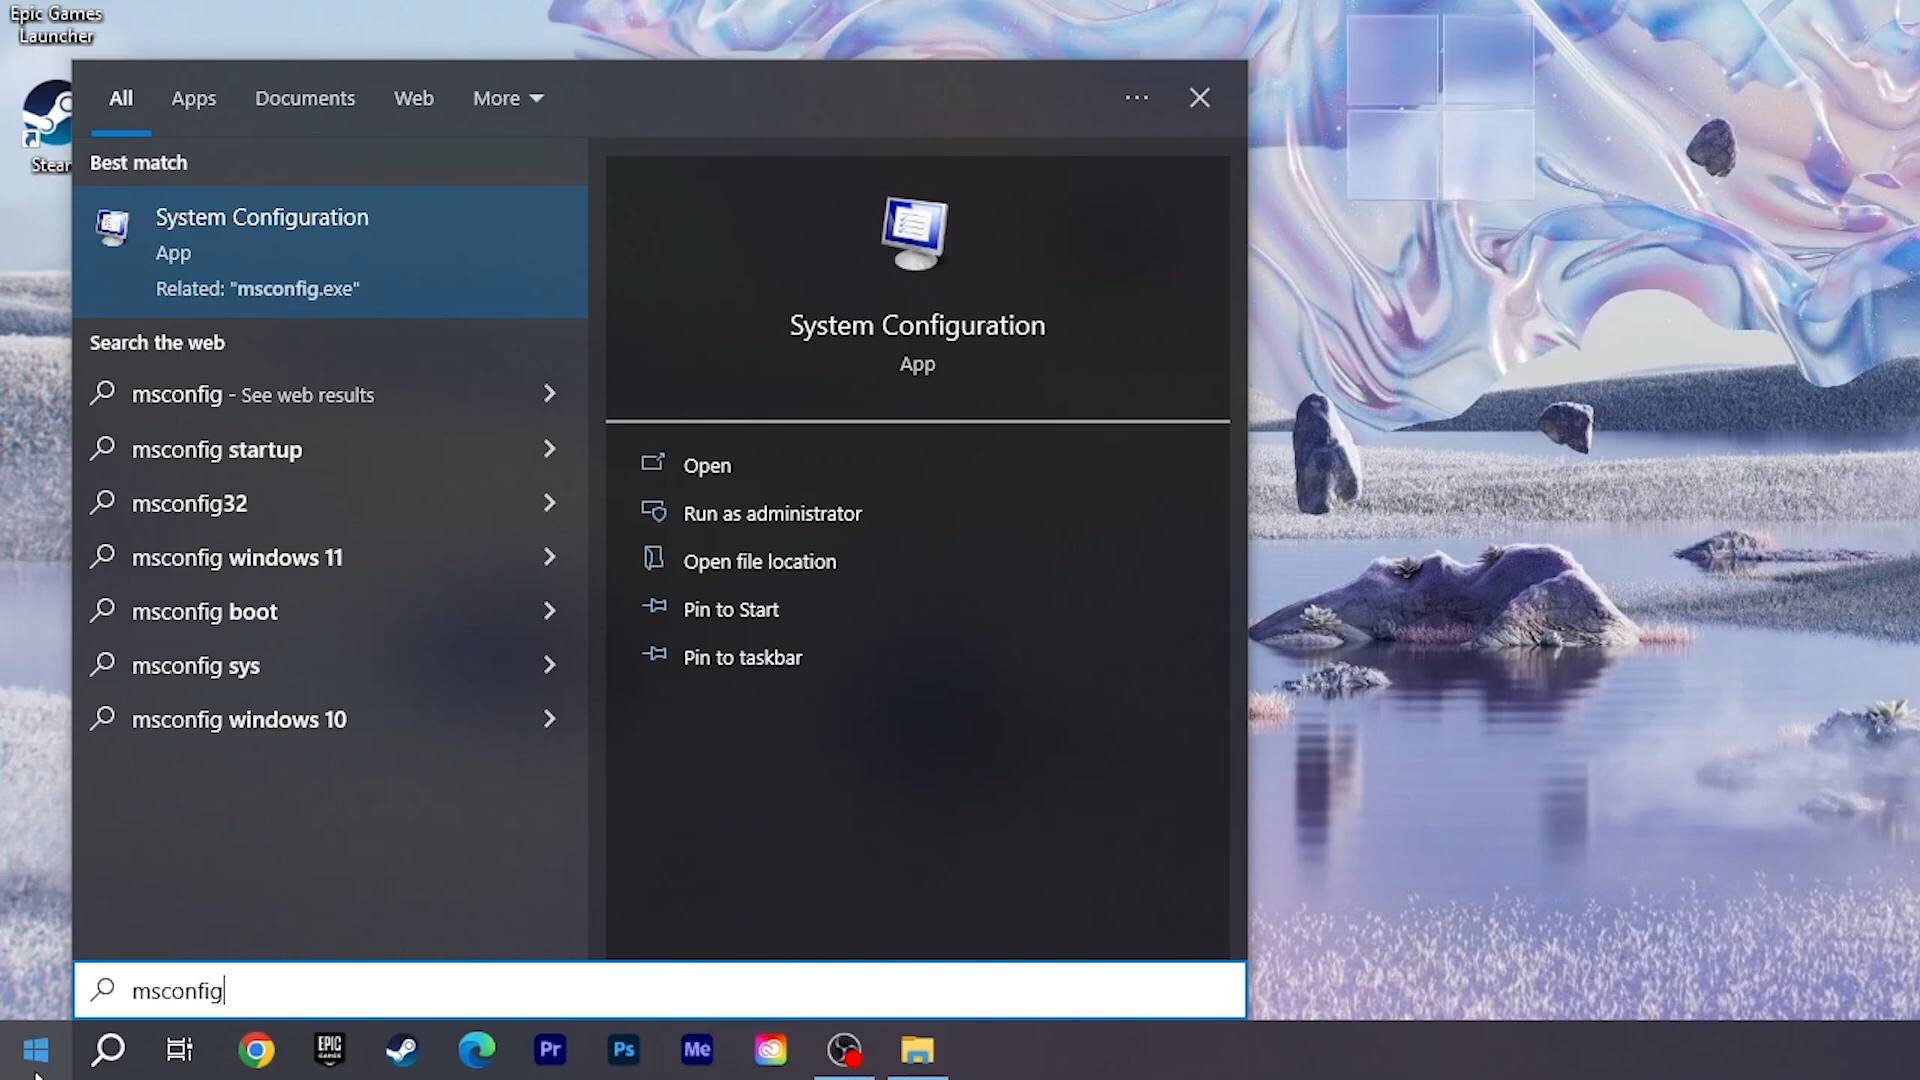 Epic Games
Launcher
Steam
All Apps Documents Web More
Best match
System Configuration
App
Related: "msconfig.exe"
Search the web
msconfig - See web results
msconfig startup
msconfig32
msconfig windows 11
msconfig boot
msconfig sys
msconfig windows 10
System Configuration
App
Open
Run as administrator
Open file location
Pin to Start
Pin to taskbar
msconfig
EPIC
GAMES
Pr
Ps
Me